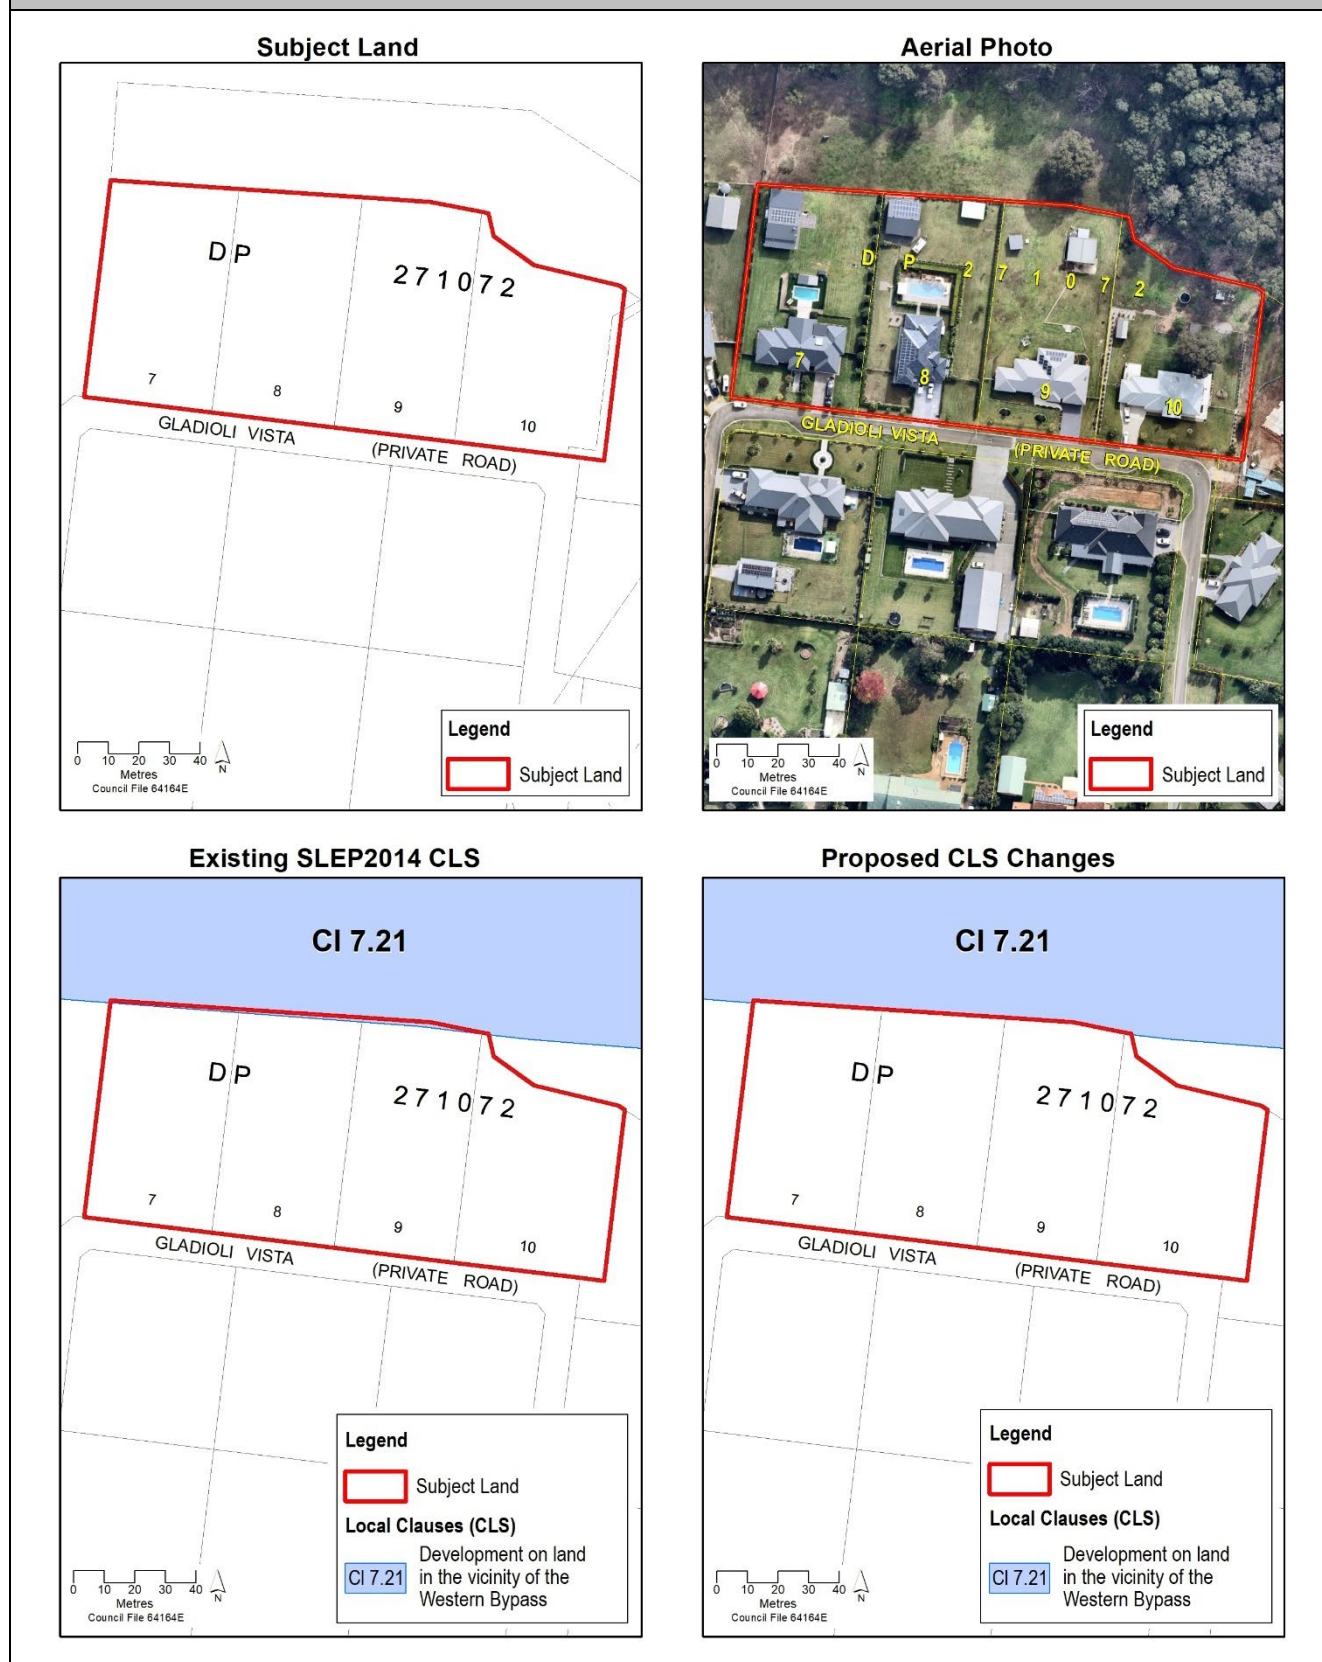 Subject Land
DP
271072
7
8
9
10
GLADIOLI VISTA (PRIVATE ROAD)
0 10 20 30 40
Metres
Council File 64164E
N
Legend
Subject Land
Aerial Photo
DP 271072
7
8
9
10
GLADIOLI VISTA (PRIVATE ROAD)
0 10 20 30 40
Metres
Council File 64164E
N
Legend
Subject Land
Existing SLEP2014 CLS
Cl 7.21
DP
271072
7
8
9
10
GLADIOLI VISTA (PRIVATE ROAD)
0 10 20 30 40
Metres
Council File 64164E
N
Legend
Subject Land
Local Clauses (CLS)
Cl 7.21
Development on land
in the vicinity of the
Western Bypass
Proposed CLS Changes
Cl 7.21
DP
271072
7
8
9
10
GLADIOLI VISTA (PRIVATE ROAD)
0 10 20 30 40
Metres
Council File 64164E
N
Legend
Subject Land
Local Clauses (CLS)
Cl 7.21
Development on land
in the vicinity of the
Western Bypass